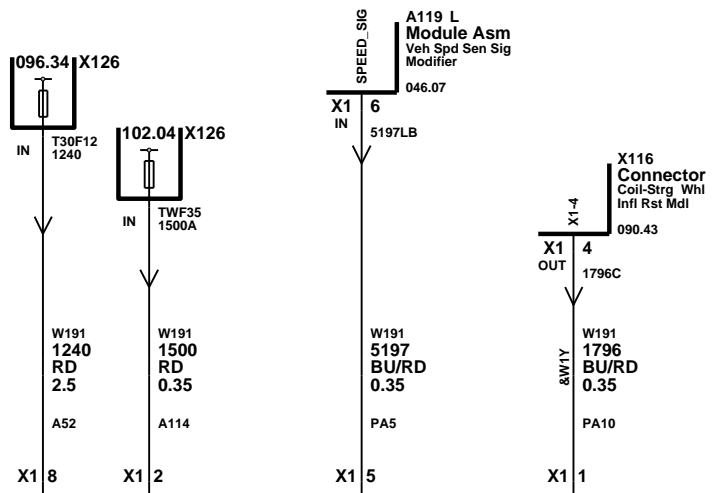 096.34 X126
IN
T30F12
1240
W191
1240
RD
2.5
A52
X1 8
102.04 X126
IN
TWF35
1500A
W191
1500
RD
0.35
A114
X1 2
SPEED_SIG
A119 L
Module Asm
Veh Spd Sen Sig
Modifier
046.07
X1 6
IN
5197LB
W191
5197
BU/RD
0.35
PA5
X1 5
X1-4
X116
Connector
Coil-Strg Whl
Infl Rst Mdl
090.43
X1 4
OUT
1796C
&W1Y
W191
1796
BU/RD
0.35
PA10
X1 1